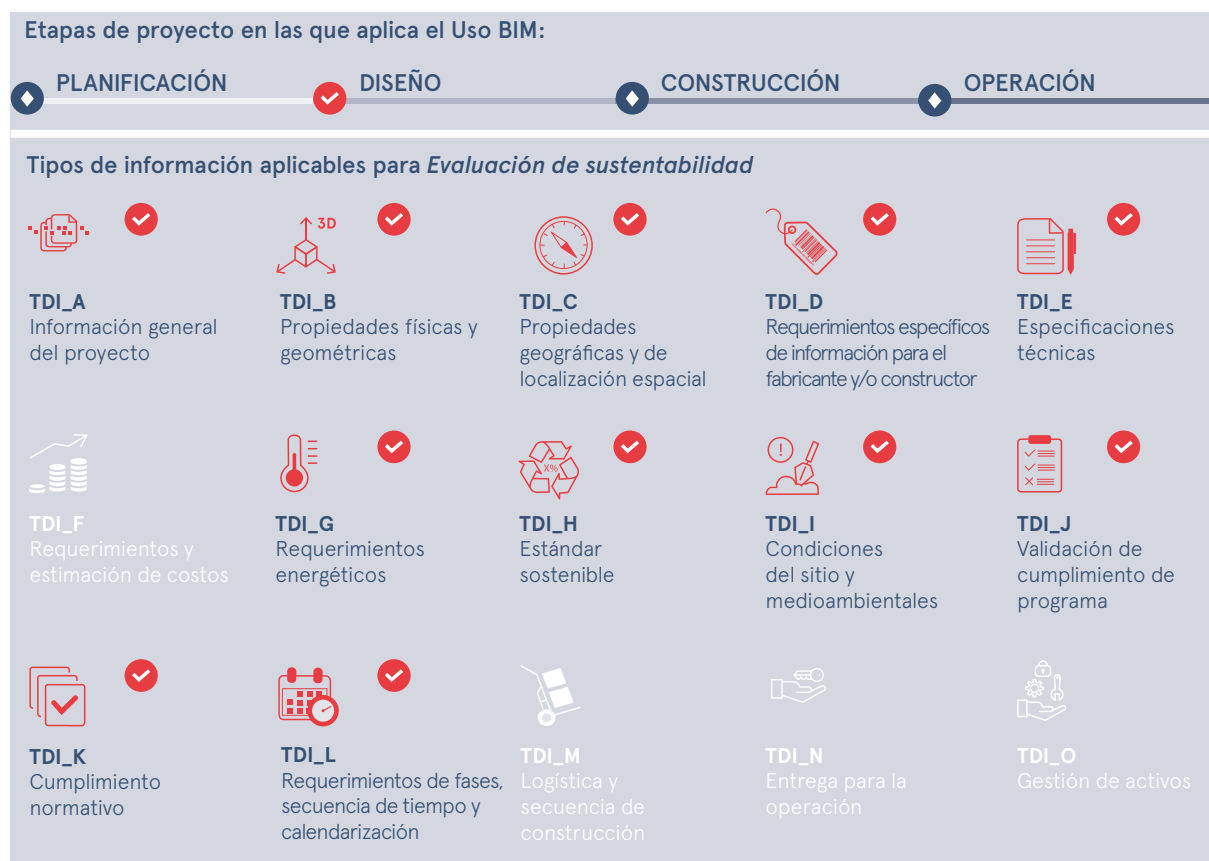 Etapas de proyecto en las que aplica el Uso BIM:
PLANIFICACIÓN
DISEÑO
CONSTRUCCIÓN
OPERACIÓN
Tipos de información aplicables para Evaluación de sustentabilidad
3D
TDI_A
Información general
del proyecto
TDI_B
Propiedades físicas y
geométricas
TDI_C
Propiedades
geográficas y de
localización espacial
TDI_D
Requerimientos específicos
de información para el
fabricante y/o constructor
TDI_E
Especificaciones
técnicas
X%
TDI_F
Requerimientos y
estimación de costos
TDI_G
Requerimientos
energéticos
TDI_H
Estándar
sostenible
TDI_I
Condiciones
del sitio y
medioambientales
TDI_J
Validación de
cumplimiento de
programa
TDI_K
Cumplimiento
normativo
TDI_L
Requerimientos de fases,
secuencia de tiempo y
calendarización
TDI_M
Logística y
secuencia de
construcción
TDI_N
Entrega para la
operación
TDI_O
Gestión de activos